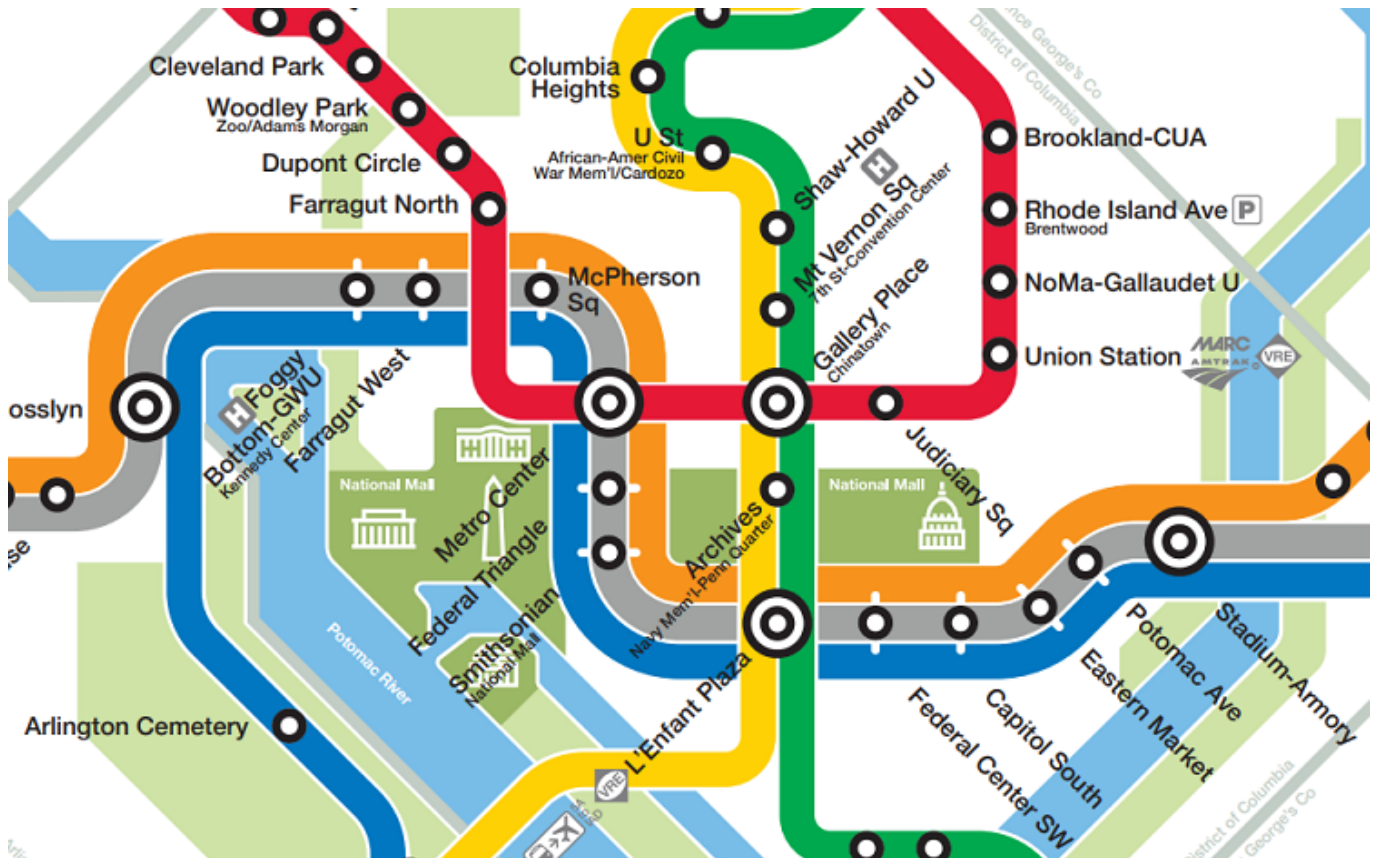 Cleveland Park
Woodley Park
Zoo/Adams Morgan
Dupont Circle
Farragut North
Columbia
Heights
U St
African-Amer Civil
War Mem'l/Cardozo
Shaw-Howard U
H
Mt Vernon Sq
7th St-Convention Center
Gallery Place
Chinatown
nce George's Co
District of Columbia
Brookland-CUA
Rhode Island Ave P
Brentwood
NoMa-Gallaudet U
Union Station
MARC
AMTRAK
VRE
McPherson
Sq
osslyn
H
Foggy
Bottom-GWU
Kennedy Center
Farragut West
Judiciary Sq
National Mall
National Mall
Metro Center
Federal Triangle
Smithsonian
National Mall
Archives
Navy Mem'l-Penn Quarter
Potomac River
L'Enfant Plaza
VRE
Arlington Cemetery
Federal Center SW
Capitol South
Eastern Market
Potomac Ave
Stadium-Armory
District of Columbia
George's Co